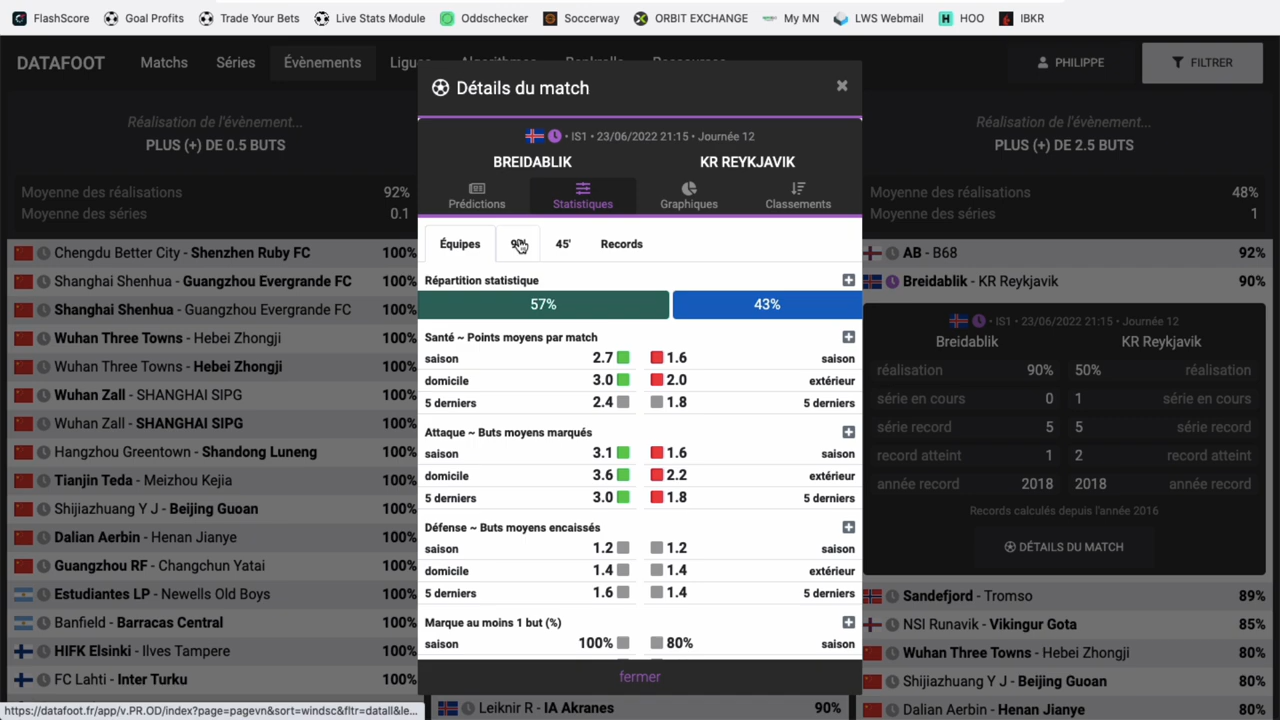 FlashScore Goal Profits Trade Your Bets Live Stats Module Oddschecker Soccerway ORBIT EXCHANGE My MN LWS Webmail HOO IBKR
DATAFOOT Matchs Séries Évènements PHILIPPE FILTRER
Réalisation de l'évènement...
PLUS (+) DE 0.5 BUTS
Moyenne des réalisations 92%
Moyenne des séries 0.1
Chengdu Better City - Shenzhen Ruby FC 100%
Shanghai Shenhua - Guangzhou Evergrande FC 100%
Shanghai Shenhua - Guangzhou Evergrande FC 100%
Wuhan Three Towns - Hebei Zhongji 100%
Wuhan Three Towns - Hebei Zhongji 100%
Wuhan Zall - SHANGHAI SIPG 100%
Wuhan Zall - SHANGHAI SIPG 100%
Hangzhou Greentown - Shandong Luneng 100%
Tianjin Teda - Meizhou Kejia 100%
Shijiazhuang Y J - Beijing Guoan 100%
Dalian Aerbin - Henan Jianye 100%
Guangzhou RF - Changchun Yatai 100%
Estudiantes LP - Newells Old Boys 100%
Banfield - Barracas Central 100%
HIFK Elsinki - Ilves Tampere 100%
FC Lahti - Inter Turku 100%
https://datafoot.fr/app/v.PR.OD/index?page=pagevn&sort=windsc&fltr=datall&le...
Détails du match
• IS1 • 23/06/2022 21:15 • Journée 12
BREIDABLIK KR REYKJAVIK
Prédictions Statistiques Graphiques Classements
Équipes 45' Records
Répartition statistique
57% 43%
Santé ~ Points moyens par match
saison 2.7 1.6 saison
domicile 3.0 2.0 extérieur
5 derniers 2.4 1.8 5 derniers
Attaque ~ Buts moyens marqués
saison 3.1 1.6 saison
domicile 3.6 2.2 extérieur
5 derniers 3.0 1.8 5 derniers
Défense ~ Buts moyens encaissés
saison 1.2 1.2 saison
domicile 1.4 1.4 extérieur
5 derniers 1.6 1.4 5 derniers
Marque au moins 1 but (%)
saison 100% 80% saison
fermer
Leiknir R - IA Akranes 90%
Réalisation de l'évènement...
PLUS (+) DE 2.5 BUTS
Moyenne des réalisations 48%
Moyenne des séries 1
AB - B68 92%
Breidablik - KR Reykjavik 90%
• IS1 • 23/06/2022 21:15 • Journée 12
Breidablik KR Reykjavik
réalisation 90% 50% réalisation
série en cours 0 1 série en cours
série record 5 5 série record
record atteint 1 2 record atteint
année record 2018 2018 année record
Records calculés depuis l'année 2016
DÉTAILS DU MATCH
Sandefjord - Tromso 89%
NSI Runavik - Vikingur Gota 85%
Wuhan Three Towns - Hebei Zhongji 80%
Shijiazhuang Y J - Beijing Guoan 80%
Dalian Aerbin - Henan Jianye 80%